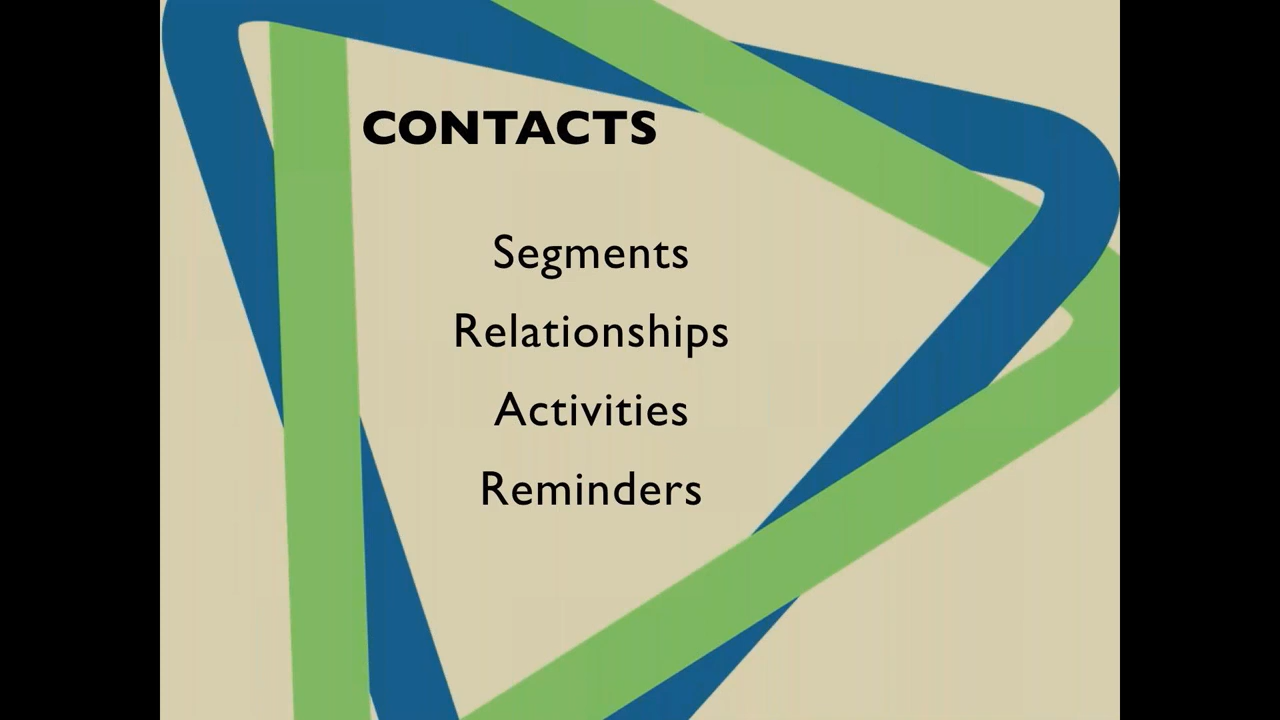 CONTACTS
Segments
Relationships
Activities
Reminders